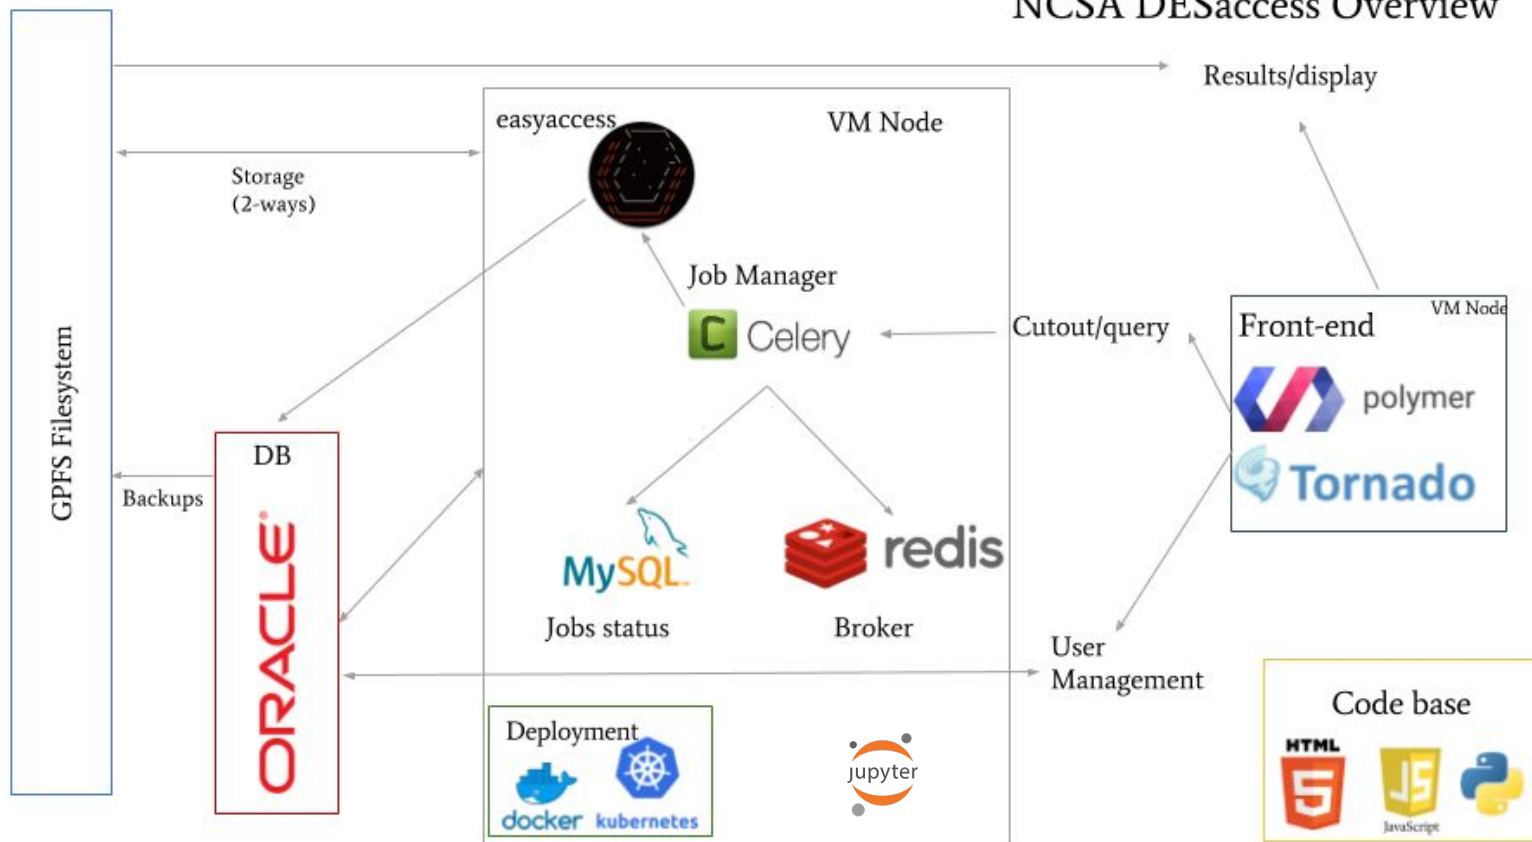 NCSA DESaccess Overview
Results/display
easyaccess
VM Node
Storage
(2-ways)
Job Manager
C Celery
Cutout/query
VM Node
Front-end
polymer
Tornado
GPFS Filesystem
DB
Backups
ORACLE
MySQL
redis
Jobs status
Broker
User
Management
Deployment
docker
kubernetes
jupyter
Code base
HTML
5
JS
JavaScript